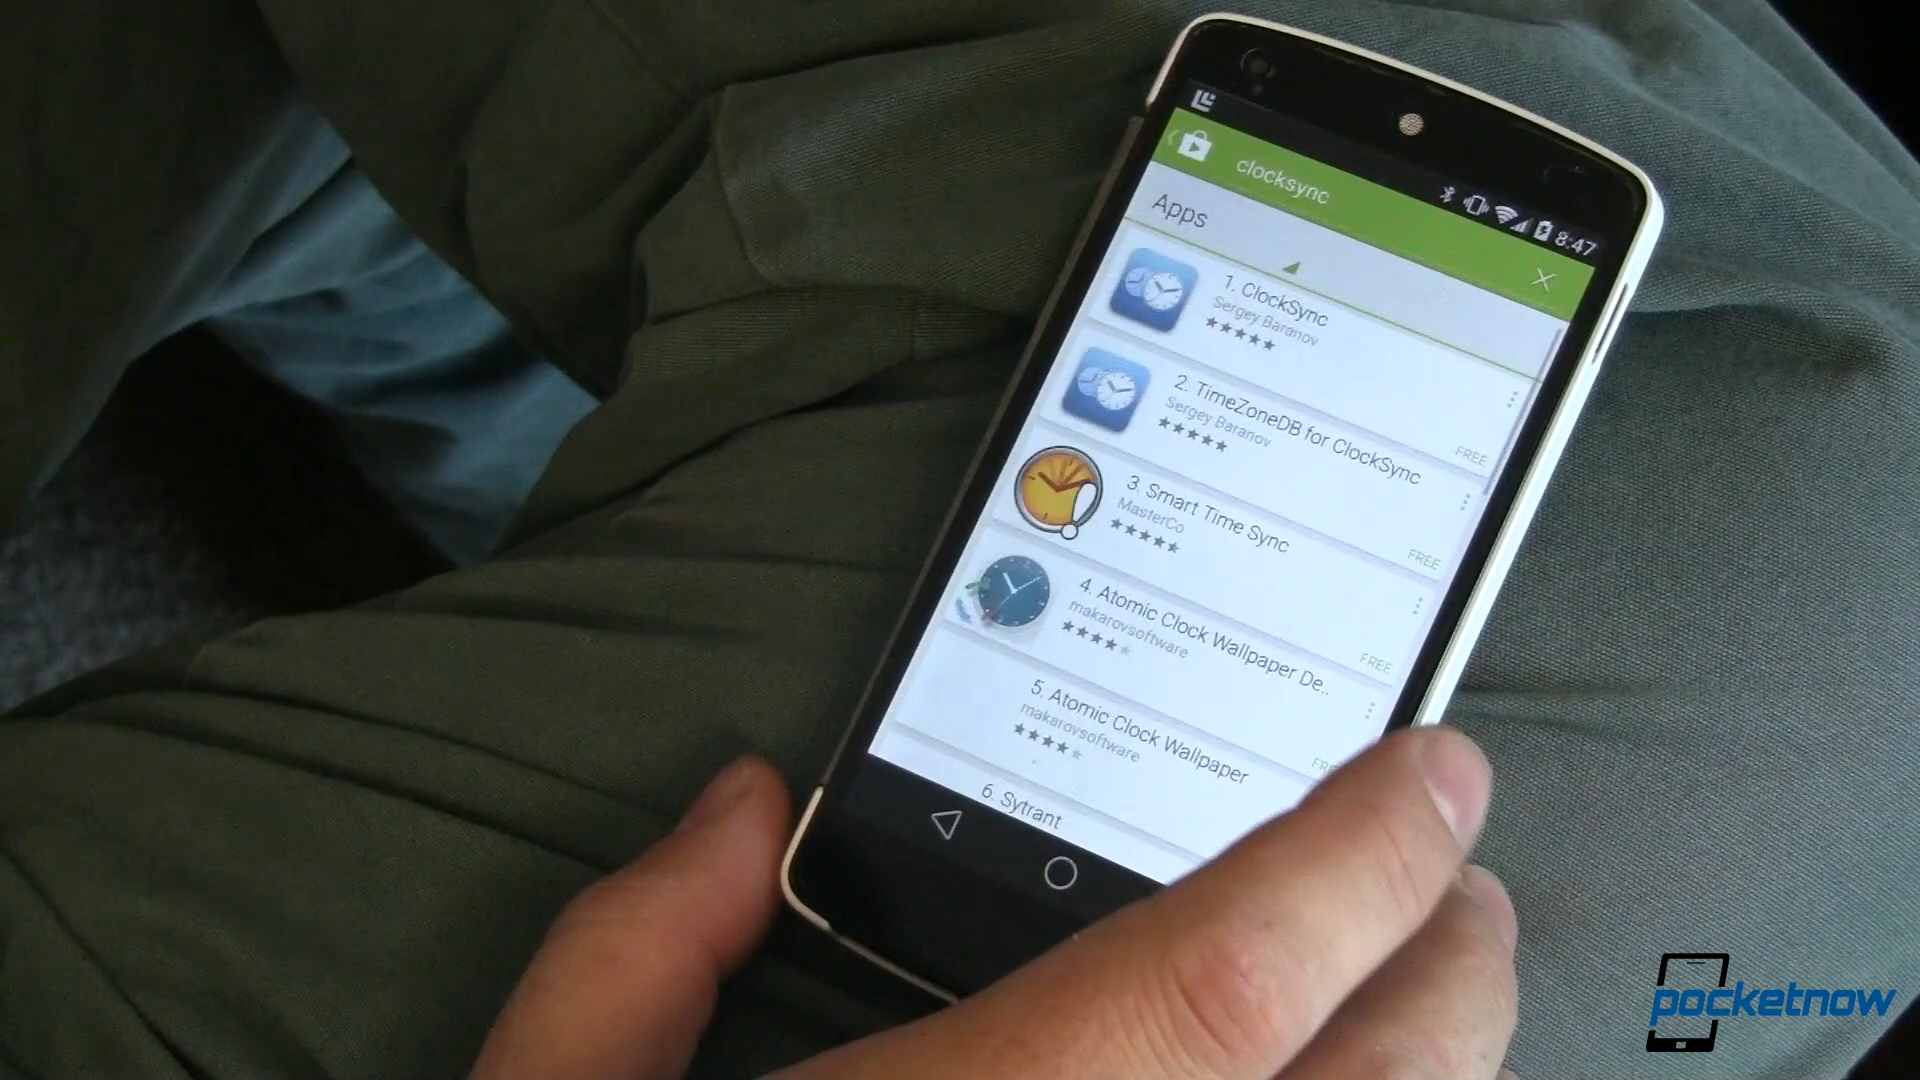 8:47
clocksync
Apps
1. ClockSync
Sergey Baranov
FREE
2. TimeZoneDB for ClockSync
Sergey Baranov
FREE
3. Smart Time Sync
MasterCo
FREE
4. Atomic Clock Wallpaper De..
makarovsoftware
5. Atomic Clock Wallpaper
makarovsoftware
6. Sytrant
pocketnow